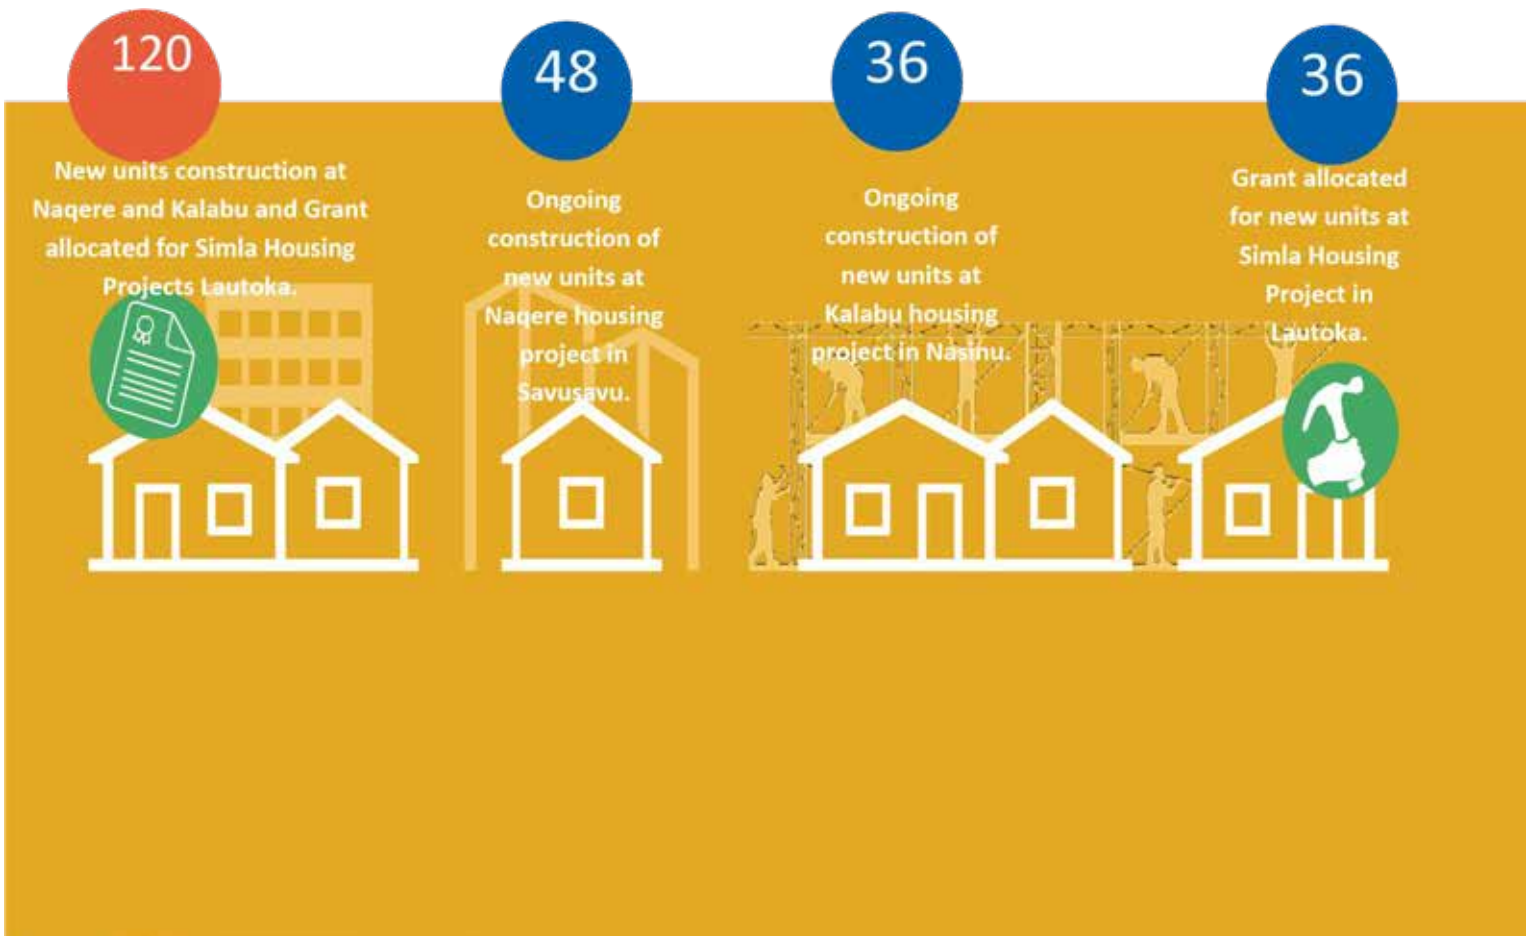 120
New units construction at
Naqere and Kalabu and Grant
allocated for Simla Housing
Projects Lautoka.
48
Ongoing
construction of
new units at
Naqere housing
project in
Savusavu.
36
Ongoing
construction of
new units at
Kalabu housing
project in Nasinu.
36
Grant allocated
for new units at
Simla Housing
Project in
Lautoka.